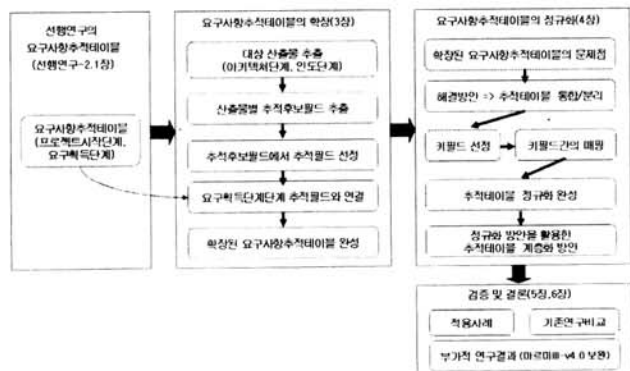 선행연구의
요구사항추적테이블
(선행연구-2.1장)
요구사항추적테이블
(프로젝트시작단계,
요구획득단계)
요구사항추적테이블의 확장(3장)
대상 산출물 추출
(아키텍처단계, 인도단계)
산출물별 추적후보필드 추출
추적후보필드에서 추적필드 선정
요구획득단계단계 추적필드와 연결
확장된 요구사항추적테이블 완성
요구사항추적테이블의 정규화(4장)
확장된 요구사항추적테이블의 문제점
해결방안 => 추적테이블 통합/분리
키필드 선정
키필드간의 매핑
추적테이블 정규화 완성
정규화 방안을 활용한
추적테이블 계층화 방안
검증 및 결론(5장,6장)
적용사례
기존연구비교
부가적 연구결과 (마르미III-v4.0 보완)